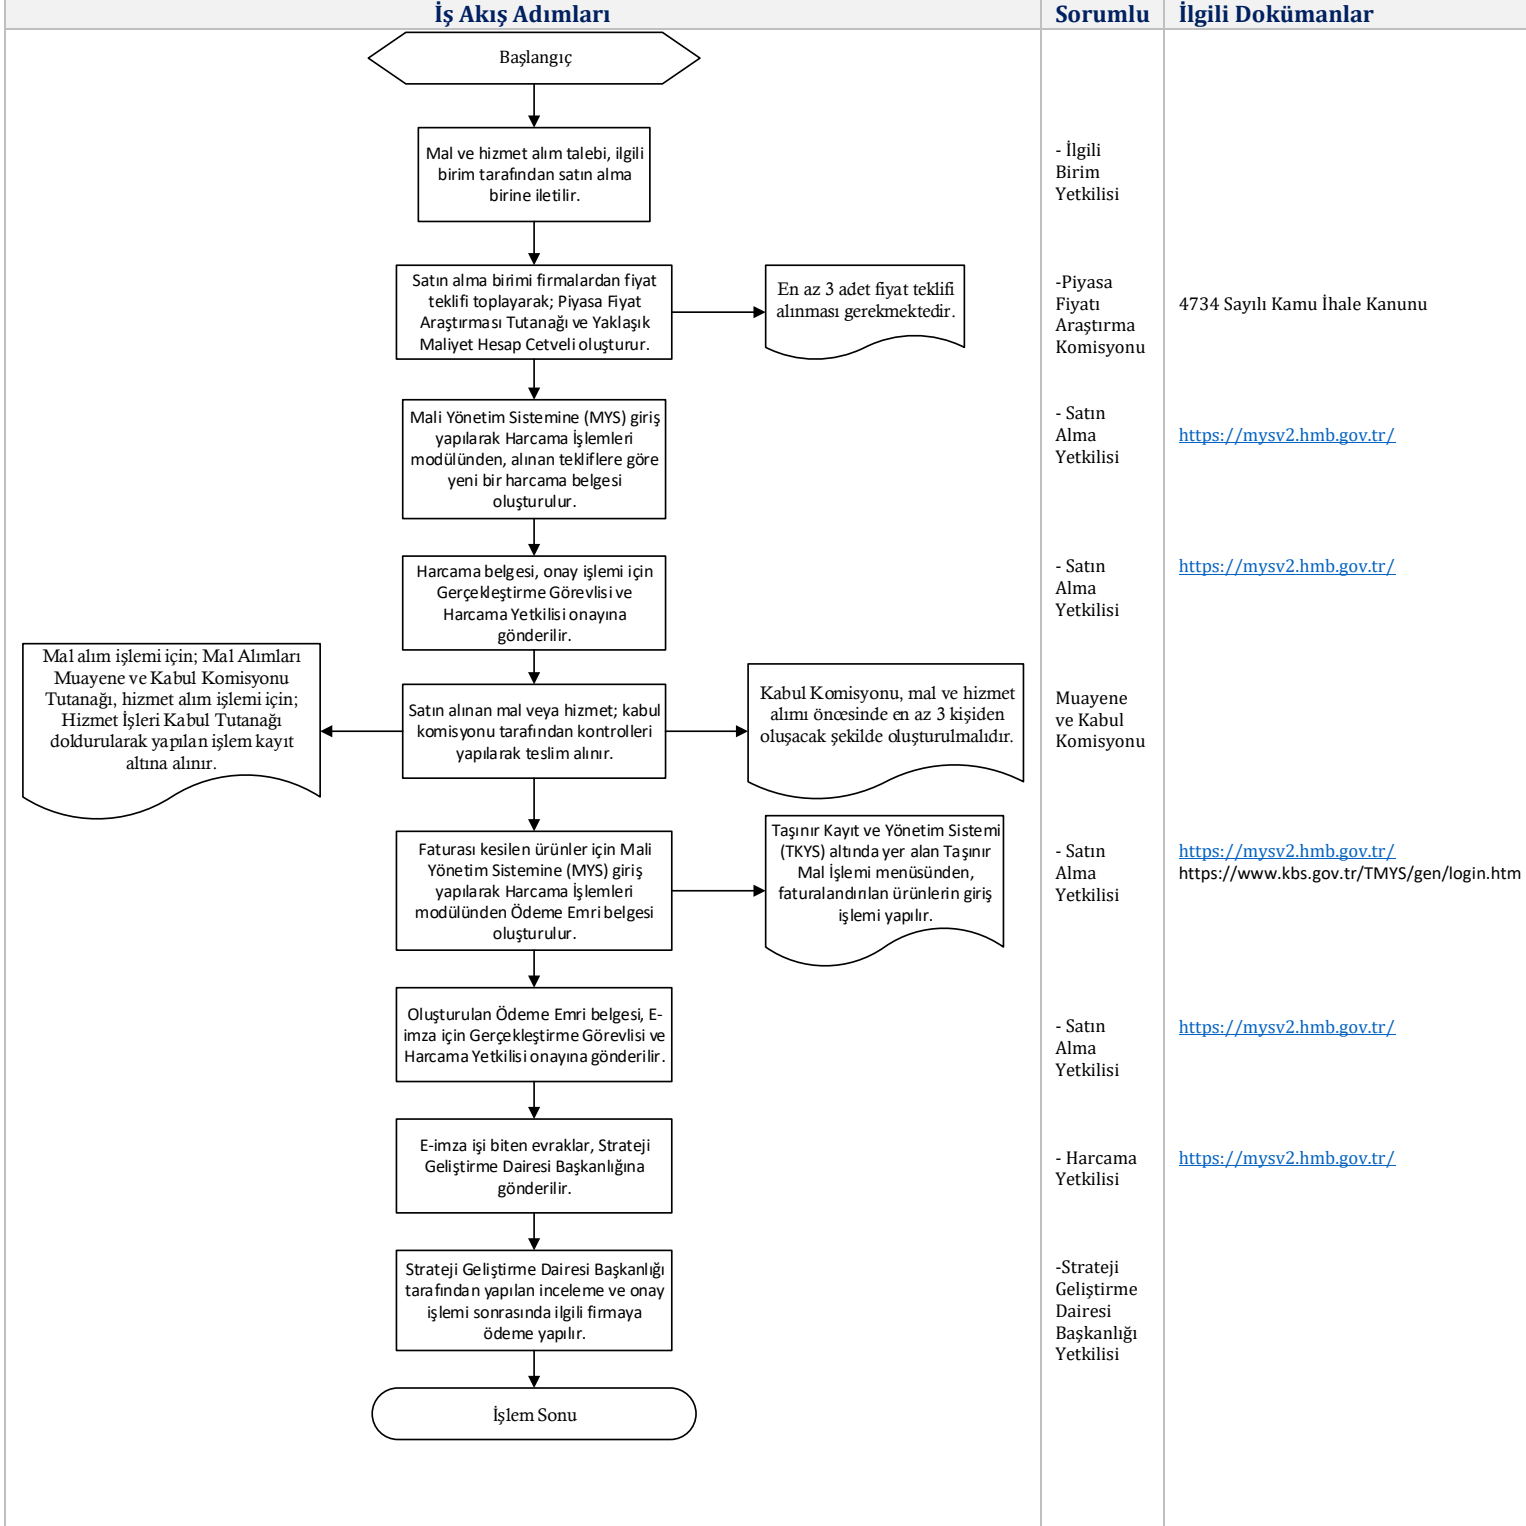 İş Akış Adımları
Sorumlu
İlgili Dokümanlar
Başlangıç
Mal ve hizmet alım talebi, ilgili
birim tarafından satın alma
birine iletilir.
- İlgili
Birim
Yetkilisi
Satın alma birimi firmalardan fiyat
teklifi toplayarak; Piyasa Fiyat
Araştırması Tutanağı ve Yaklaşık
Maliyet Hesap Cetveli oluşturur.
En az 3 adet fiyat teklifi
alınması gerekmektedir.
-Piyasa
Fiyatı
Araştırma
Komisyonu
4734 Sayılı Kamu İhale Kanunu
Mali Yönetim Sistemine (MYS) giriş
yapılarak Harcama İşlemleri
modülünden, alınan tekliflere göre
yeni bir harcama belgesi
oluşturulur.
- Satın
Alma
Yetkilisi
https://mysv2.hmb.gov.tr/
Harcama belgesi, onay işlemi için
Gerçekleştirme Görevlisi ve
Harcama Yetkilisi onayına
gönderilir.
- Satın
Alma
Yetkilisi
https://mysv2.hmb.gov.tr/
Mal alım işlemi için; Mal Alımları
Muayene ve Kabul Komisyonu
Tutanağı, hizmet alım işlemi için;
Hizmet İşleri Kabul Tutanağı
doldurularak yapılan işlem kayıt
altına alınır.
Satın alınan mal veya hizmet; kabul
komisyonu tarafından kontrolleri
yapılarak teslim alınır.
Kabul Komisyonu, mal ve hizmet
alımı öncesinde en az 3 kişiden
oluşacak şekilde oluşturulmalıdır.
Muayene
ve Kabul
Komisyonu
Faturası kesilen ürünler için Mali
Yönetim Sistemine (MYS) giriş
yapılarak Harcama İşlemleri
modülünden Ödeme Emri belgesi
oluşturulur.
Taşınır Kayıt ve Yönetim Sistemi
(TKYS) altında yer alan Taşınır
Mal İşlemi menüsünden,
faturalandırılan ürünlerin giriş
işlemi yapılır.
- Satın
Alma
Yetkilisi
https://mysv2.hmb.gov.tr/
https://www.kbs.gov.tr/TMYS/gen/login.htm
Oluşturulan Ödeme Emri belgesi, E-
imza için Gerçekleştirme Görevlisi ve
Harcama Yetkilisi onayına gönderilir.
- Satın
Alma
Yetkilisi
https://mysv2.hmb.gov.tr/
E-imza işi biten evraklar, Strateji
Geliştirme Dairesi Başkanlığına
gönderilir.
- Harcama
Yetkilisi
https://mysv2.hmb.gov.tr/
Strateji Geliştirme Dairesi Başkanlığı
tarafından yapılan inceleme ve onay
işlemi sonrasında ilgili firmaya
ödeme yapılır.
-Strateji
Geliştirme
Dairesi
Başkanlığı
Yetkilisi
İşlem Sonu